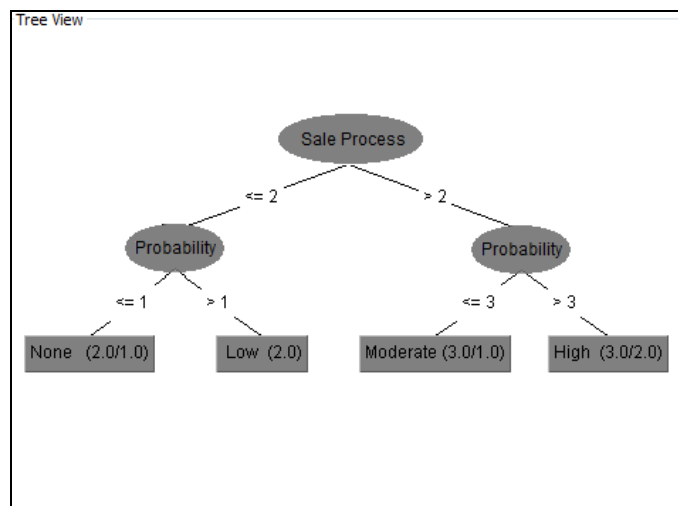 Tree View
Sale Process
<= 2 > 2
Probability Probability
<= 1 > 1 <= 3 > 3
None (2.0/1.0) Low (2.0) Moderate (3.0/1.0) High (3.0/2.0)